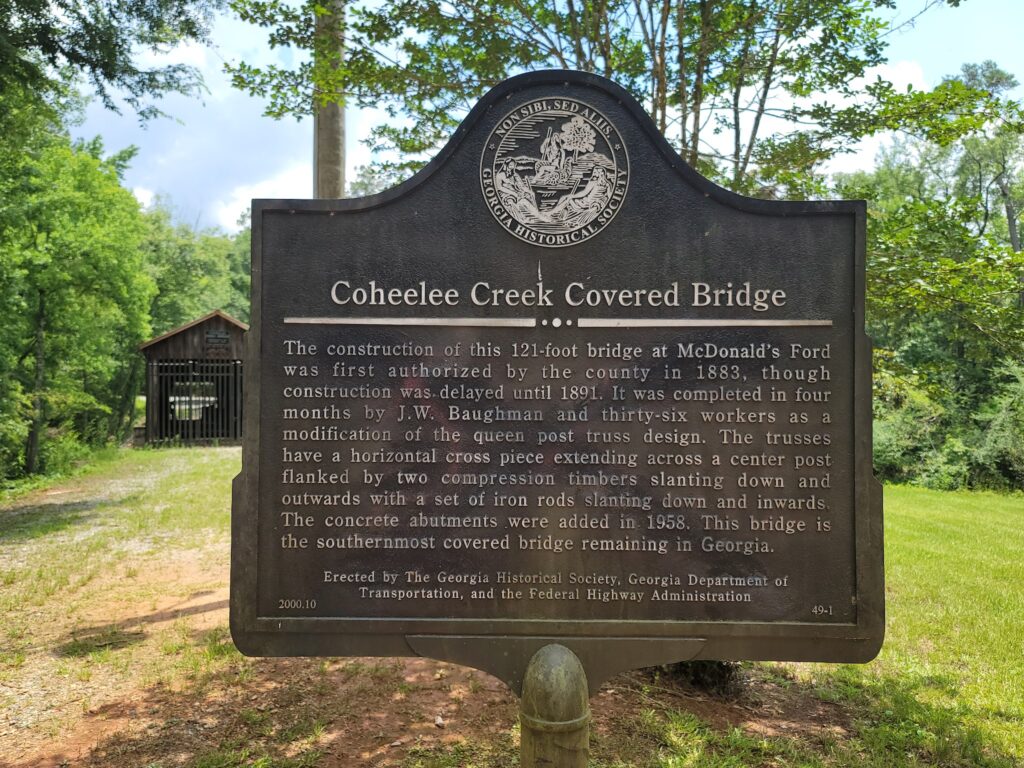 NON SIBI, SED ALIIS.
GEORGIA HISTORICAL SOCIETY
Coheelee Creek Covered Bridge
The construction of this 121-foot bridge at McDonald's Ford
was first authorized by the county in 1883, though
construction was delayed until 1891. It was completed in four
months by J.W. Baughman and thirty-six workers as a
modification of the queen post truss design. The trusses
have a horizontal cross piece extending across a center post
flanked by two compression timbers slanting down and
outwards with a set of iron rods slanting down and inwards.
The concrete abutments were added in 1958. This bridge is
the southernmost covered bridge remaining in Georgia.
Erected by The Georgia Historical Society, Georgia Department of
Transportation, and the Federal Highway Administration
2000.10
49-1